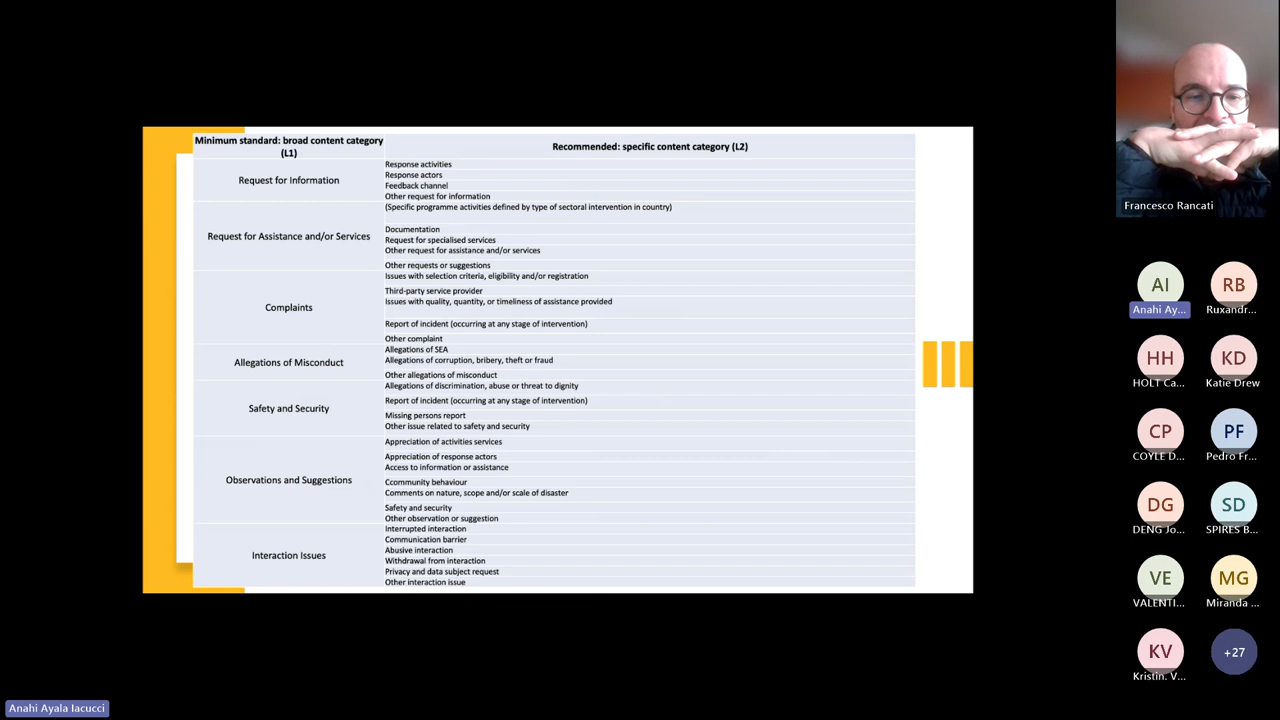 Minimum standard: broad content category
(L1)
Recommended: specific content category (L2)
Request for Information
Response activities
Response actors
Feedback channel
Other request for information
Request for Assistance and/or Services
(Specific programme activities defined by type of sectoral intervention in country)
Documentation
Request for specialised services
Other request for assistance and/or services
Other requests or suggestions
Complaints
Issues with selection criteria, eligibility and/or registration
Third-party service provider
Issues with quality, quantity, or timeliness of assistance provided
Report of incident (occurring at any stage of intervention)
Other complaint
Allegations of Misconduct
Allegations of SEA
Allegations of corruption, bribery, theft or fraud
Other allegations of misconduct
Safety and Security
Allegations of discrimination, abuse or threat to dignity
Report of incident (occurring at any stage of intervention)
Missing persons report
Other issue related to safety and security
Observations and Suggestions
Appreciation of activities services
Appreciation of response actors
Access to information or assistance
Ccommunity behaviour
Comments on nature, scope and/or scale of disaster
Safety and security
Other observation or suggestion
Interaction Issues
Interrupted interaction
Communication barrier
Abusive interaction
Withdrawal from interaction
Privacy and data subject request
Other interaction issue
Francesco Rancati
AI
Anahi Ay...
RB
Ruxandr...
HH
HOLT Ca...
KD
Katie Drew
CP
COYLE D...
PF
Pedro Fr...
DG
DENG Jo...
SD
SPIRES B...
VE
VALENTI...
MG
Miranda ...
KV
Kristin. V...
+27
Anahi Ayala Iacucci